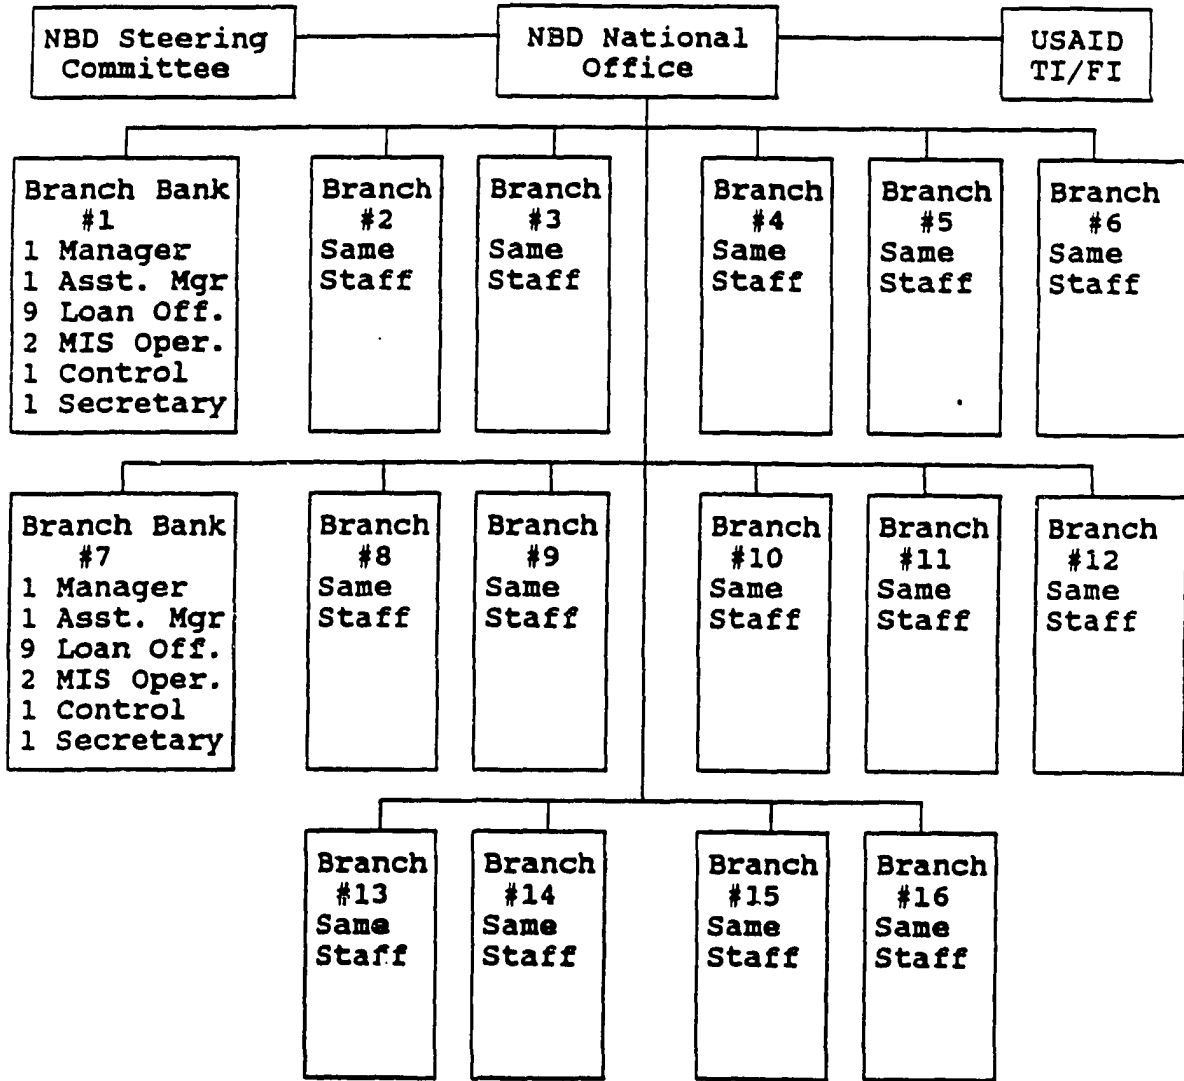 NBD Steering
Committee
NBD National
Office
USAID
TI/FI
Branch Bank
#1
1 Manager
1 Asst. Mgr
9 Loan Off.
2 MIS Oper.
1 Control
1 Secretary
Branch
#2
Same
Staff
Branch
#3
Same
Staff
Branch
#4
Same
Staff
Branch
#5
Same
Staff
Branch
#6
Same
Staff
Branch Bank
#7
1 Manager
1 Asst. Mgr
9 Loan Off.
2 MIS Oper.
1 Control
1 Secretary
Branch
#8
Same
Staff
Branch
#9
Same
Staff
Branch
#10
Same
Staff
Branch
#11
Same
Staff
Branch
#12
Same
Staff
Branch
#13
Same
Staff
Branch
#14
Same
Staff
Branch
#15
Same
Staff
Branch
#16
Same
Staff